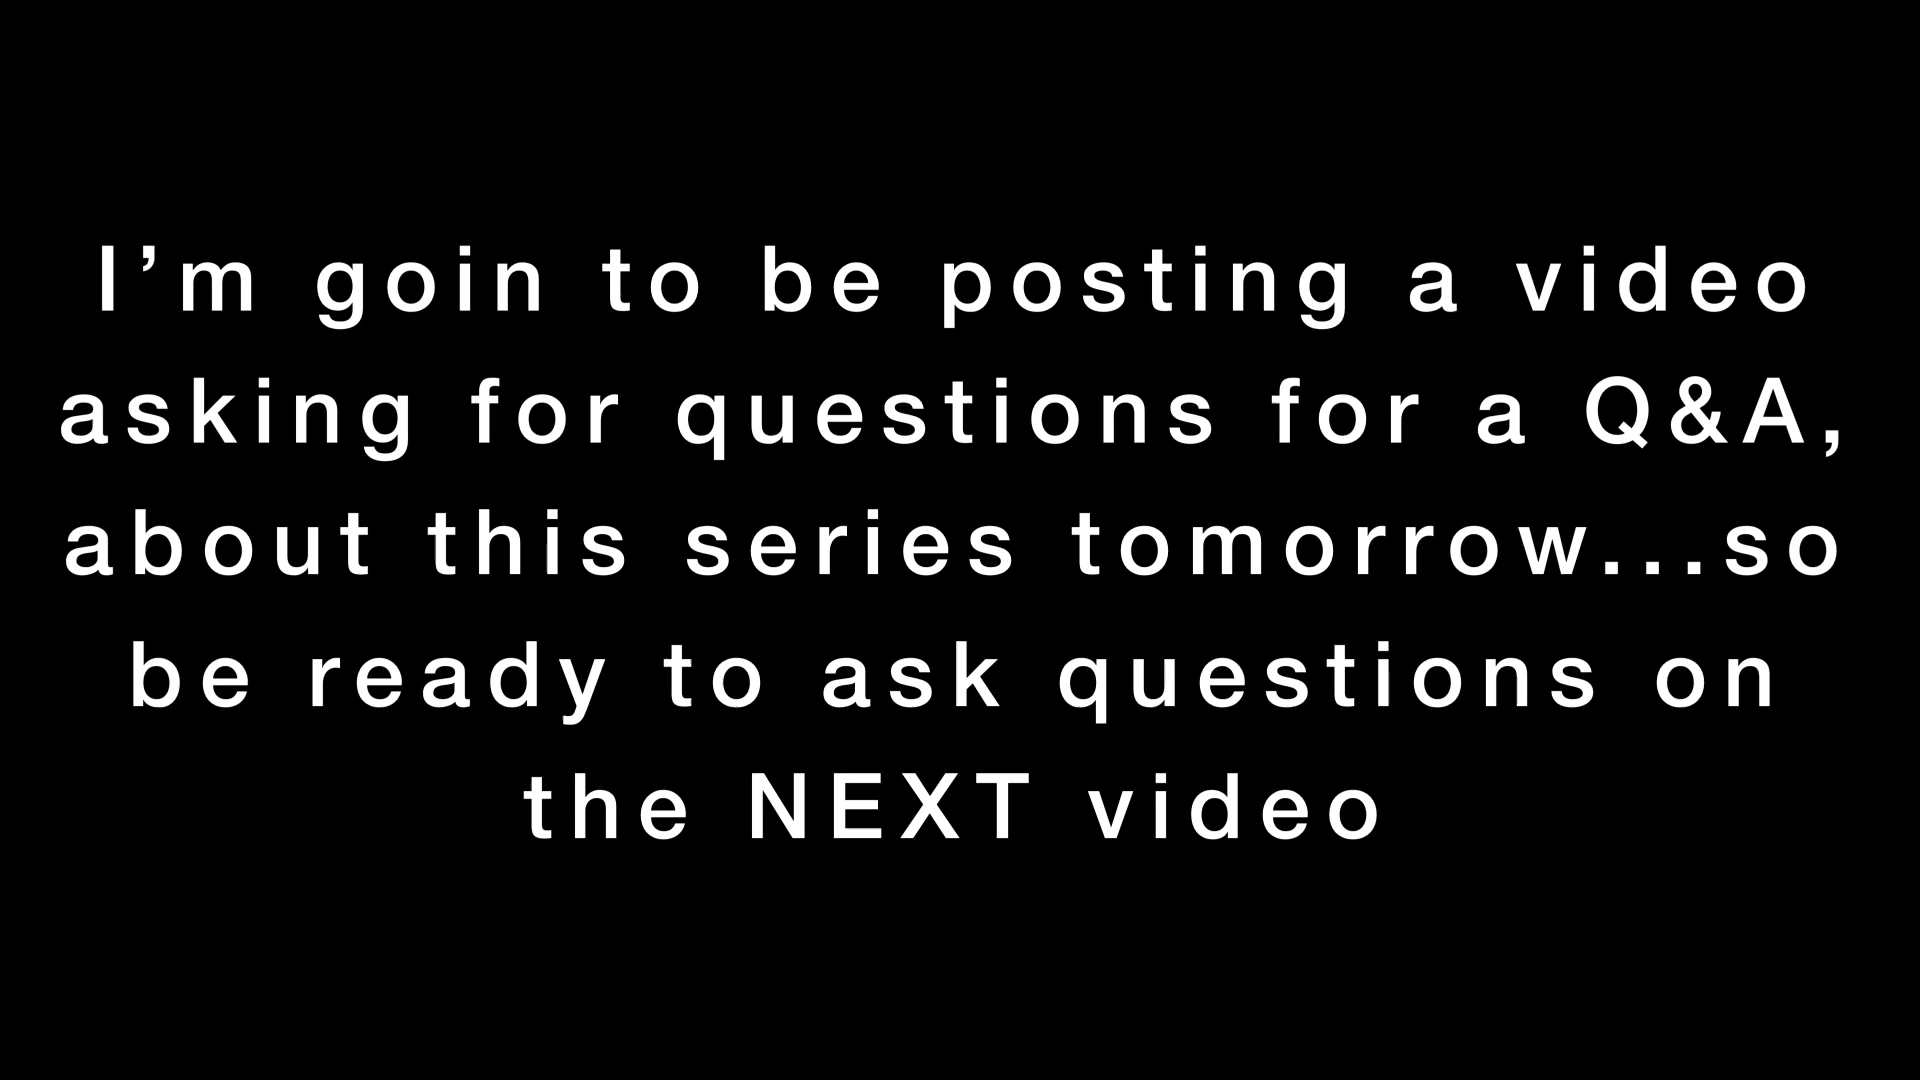 I’m goin to be posting a video
asking for questions for a Q&A,
about this series tomorrow...so
be ready to ask questions on
the NEXT video